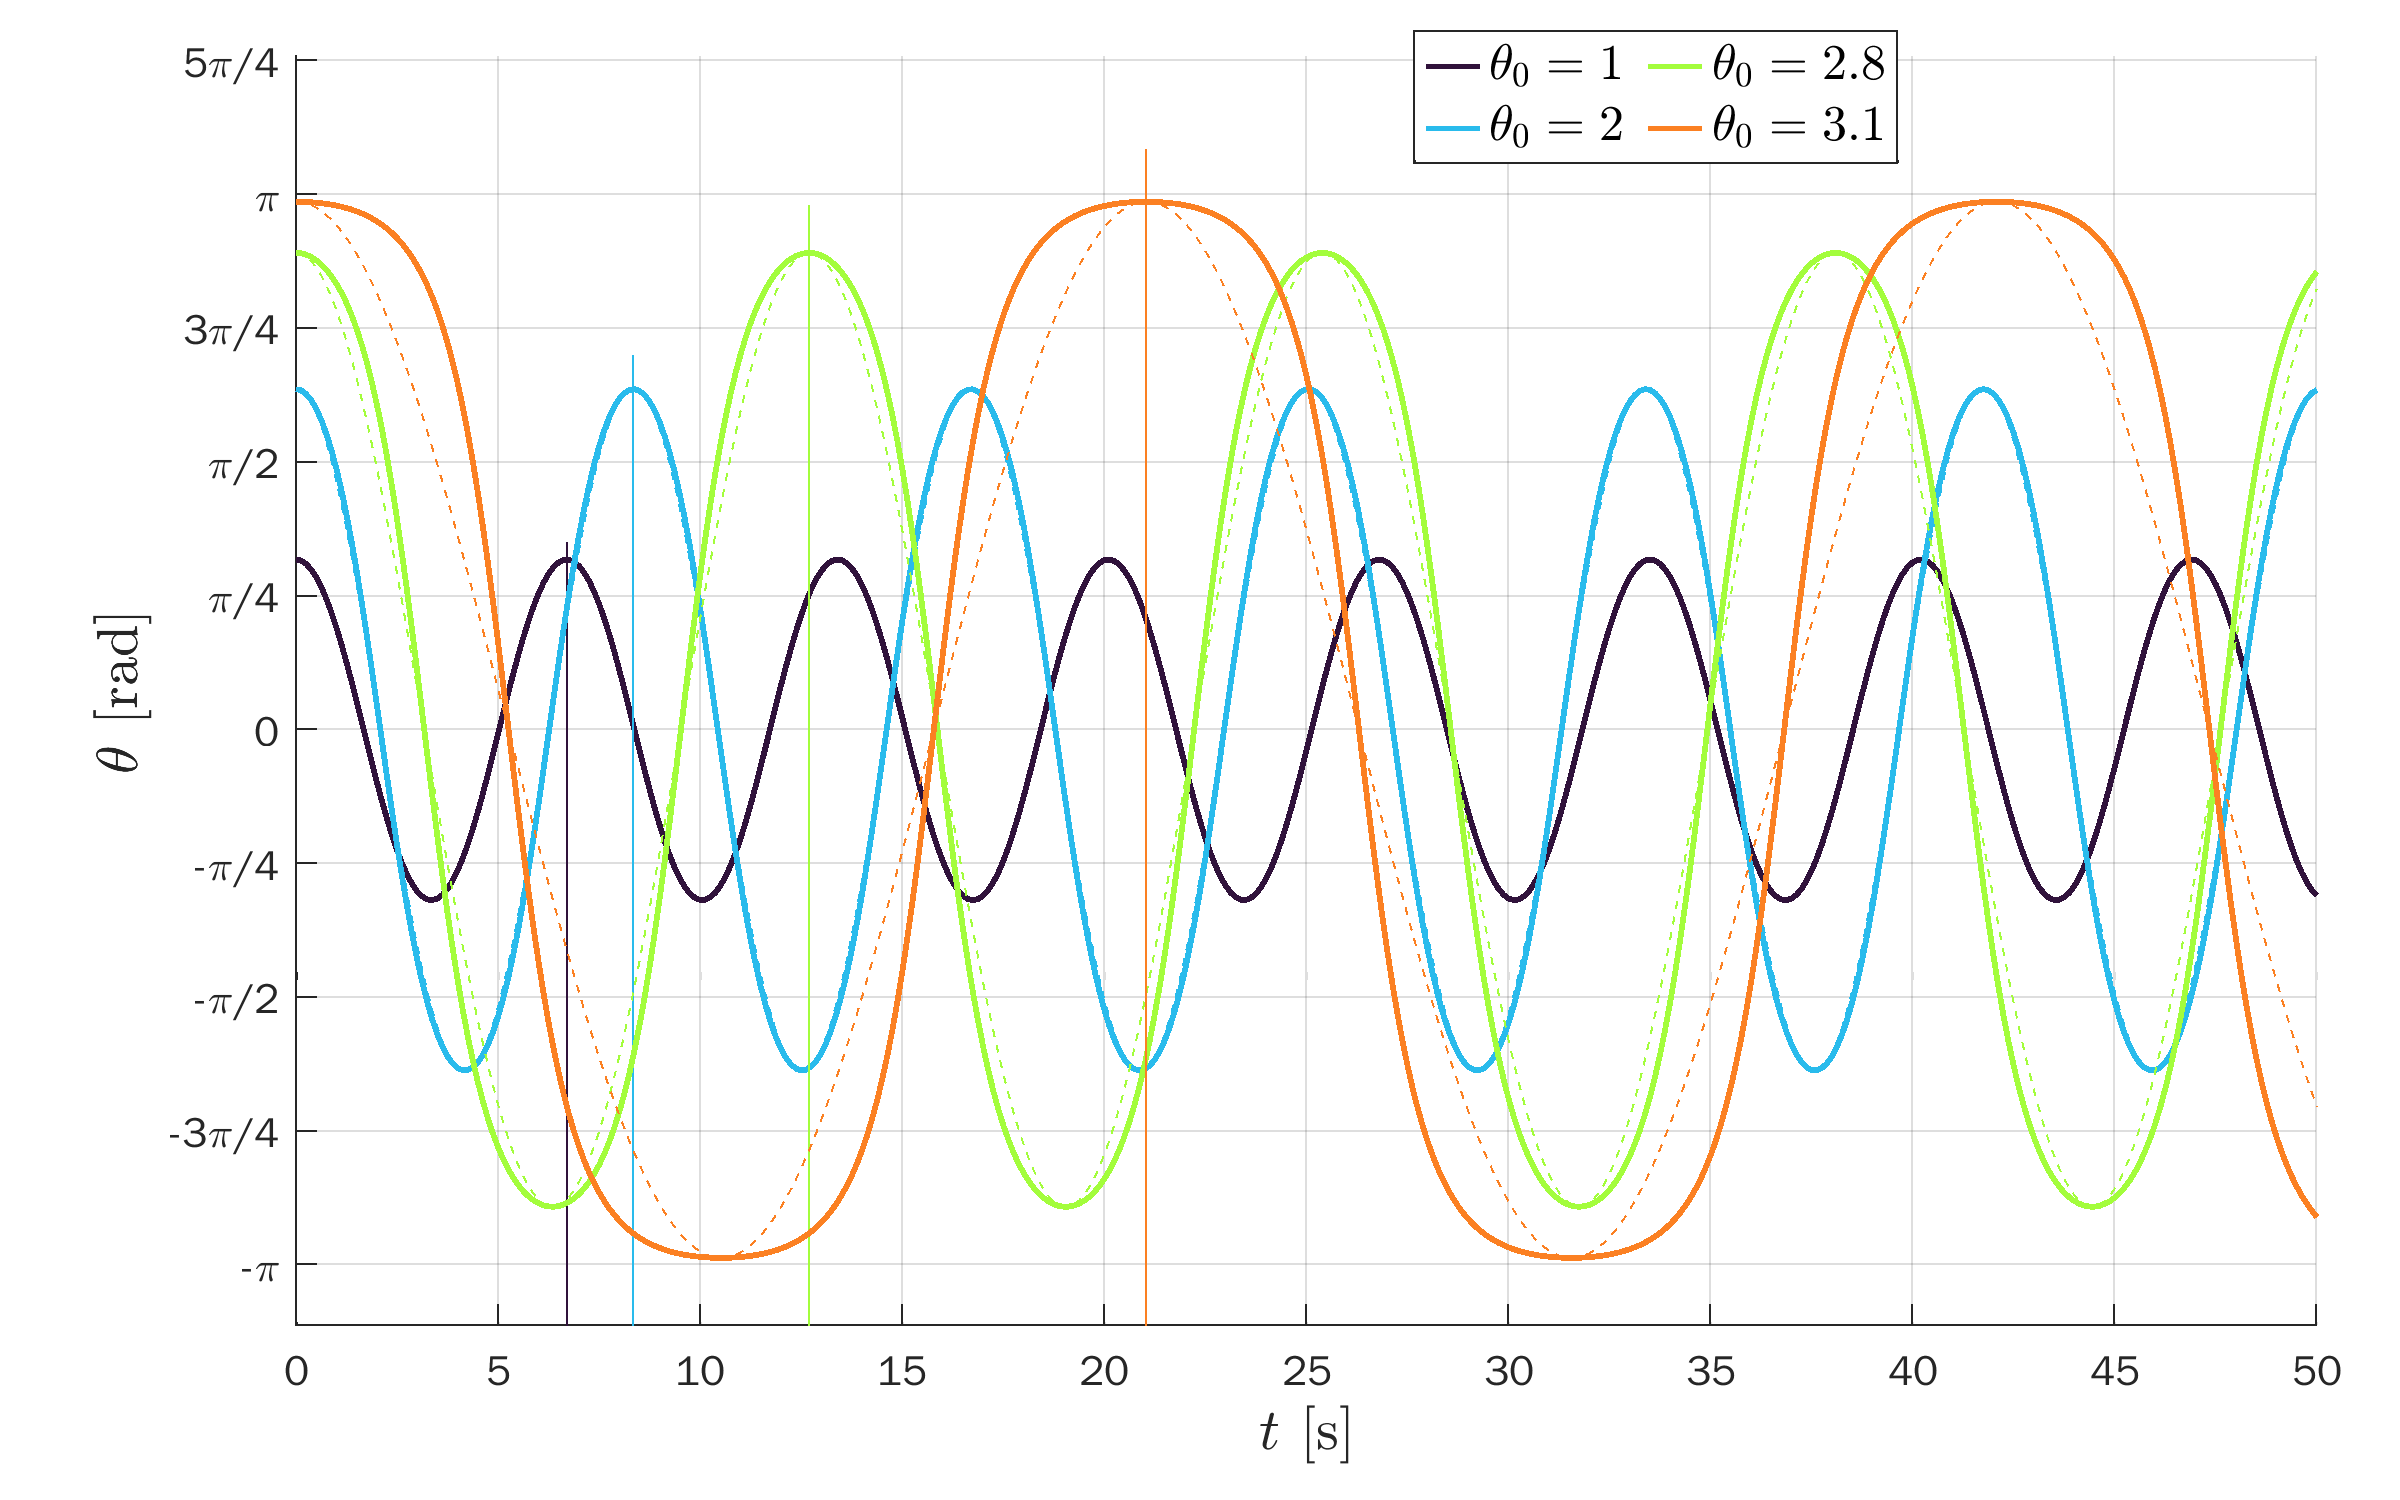 θ₀ = 1 θ₀ = 2.8
θ₀ = 2 θ₀ = 3.1
5π/4
π
3π/4
π/2
π/4
0
-π/4
-π/2
-3π/4
-π
θ [rad]
0 5 10 15 20 25 30 35 40 45 50
t [s]